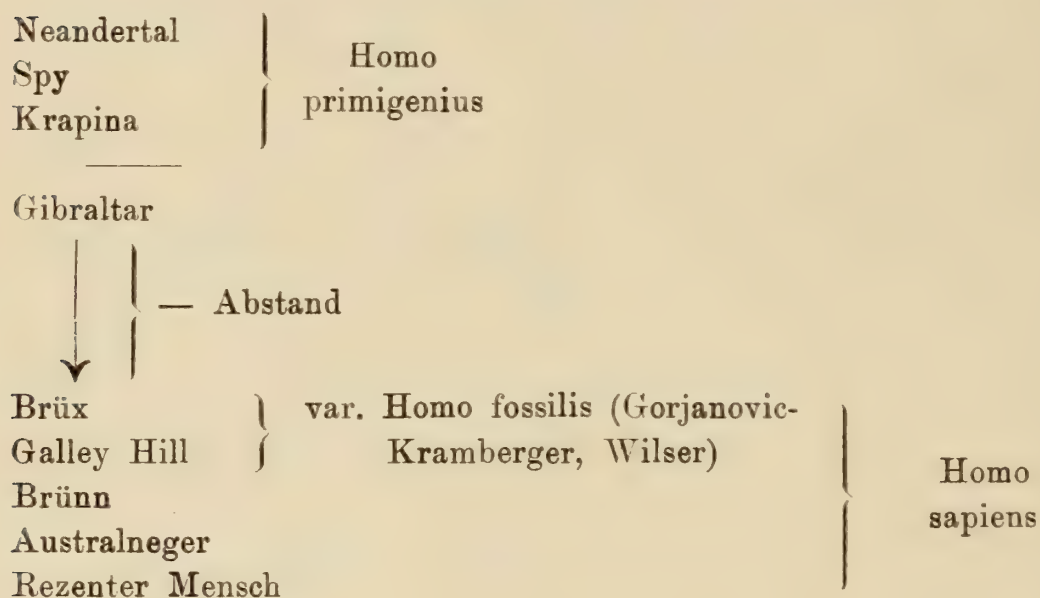 Neandertal
Spy
Krapina
Homo
primigenius
Gibraltar
— Abstand
Brüx
Galley Hill
var. Homo fossilis (Gorjanovic-
Kramberger, Wilser)
Brünn
Australneger
Rezenter Mensch
Homo
sapiens